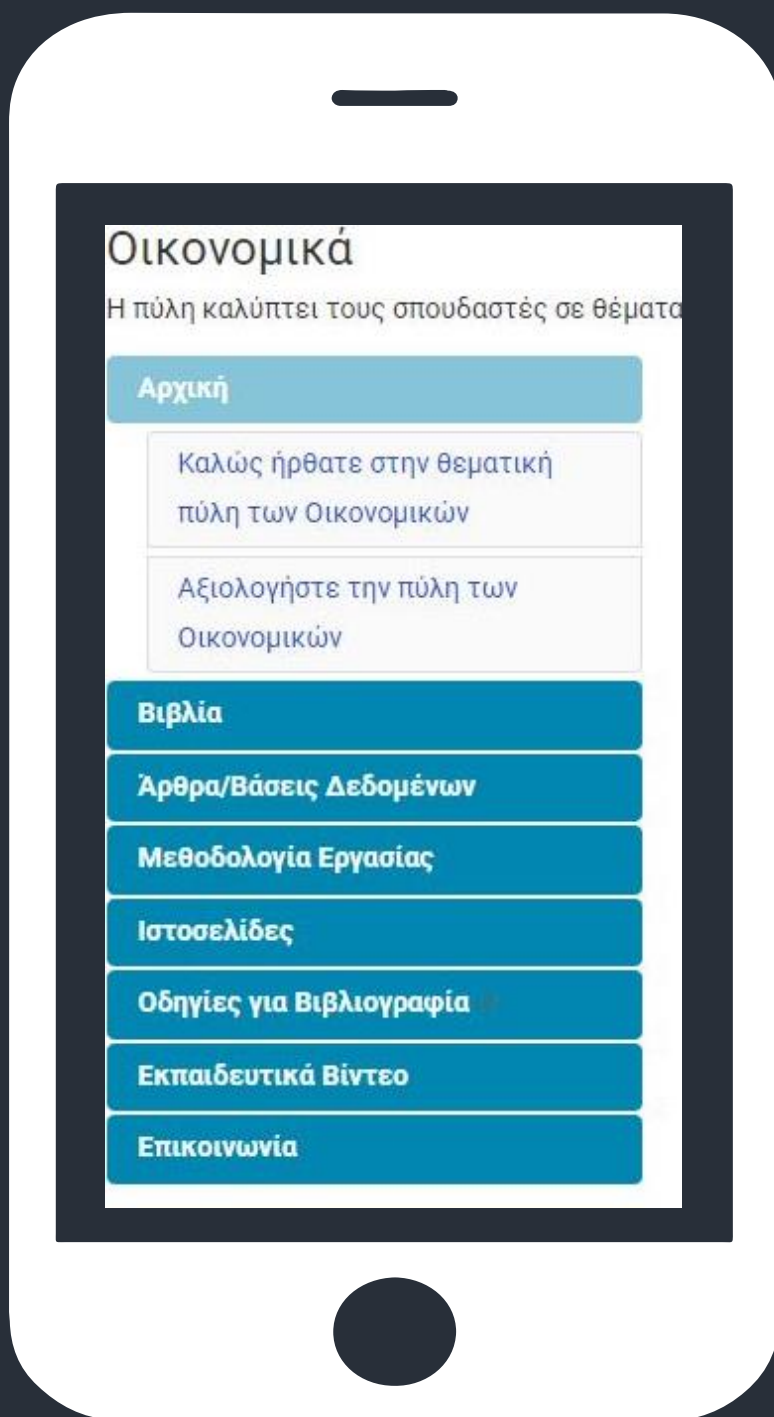 Οικονομικά
Η πύλη καλύπτει τους σπουδαστές σε θέματα
Αρχική
Καλώς ήρθατε στην θεματική
πύλη των Οικονομικών
Αξιολογήστε την πύλη των
Οικονομικών
Βιβλία
Άρθρα/Βάσεις Δεδομένων
Μεθοδολογία Εργασίας
Ιστοσελίδες
Οδηγίες για Βιβλιογραφία
Εκπαιδευτικά Βίντεο
Επικοινωνία